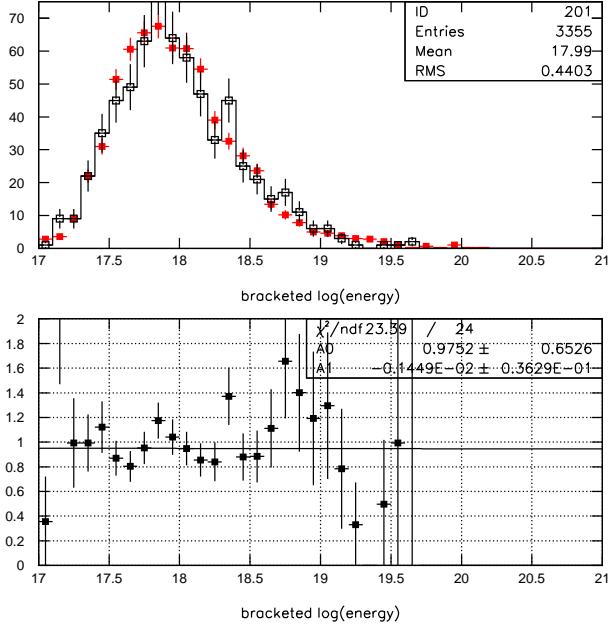 ID 201
Entries 3355
Mean 17.99
RMS 0.4403
70
60
50
40
30
20
10
0
17 17.5 18 18.5 19 19.5 20 20.5 21
bracketed log(energy)
2
1.8
1.6
1.4
1.2
1
0.8
0.6
0.4
0.2
0
χ²/ndf 23.39 / 24
A0 0.9752 ± 0.6526
A1 -0.1449E-02 ± 0.3629E-01
17 17.5 18 18.5 19 19.5 20 20.5 21
bracketed log(energy)